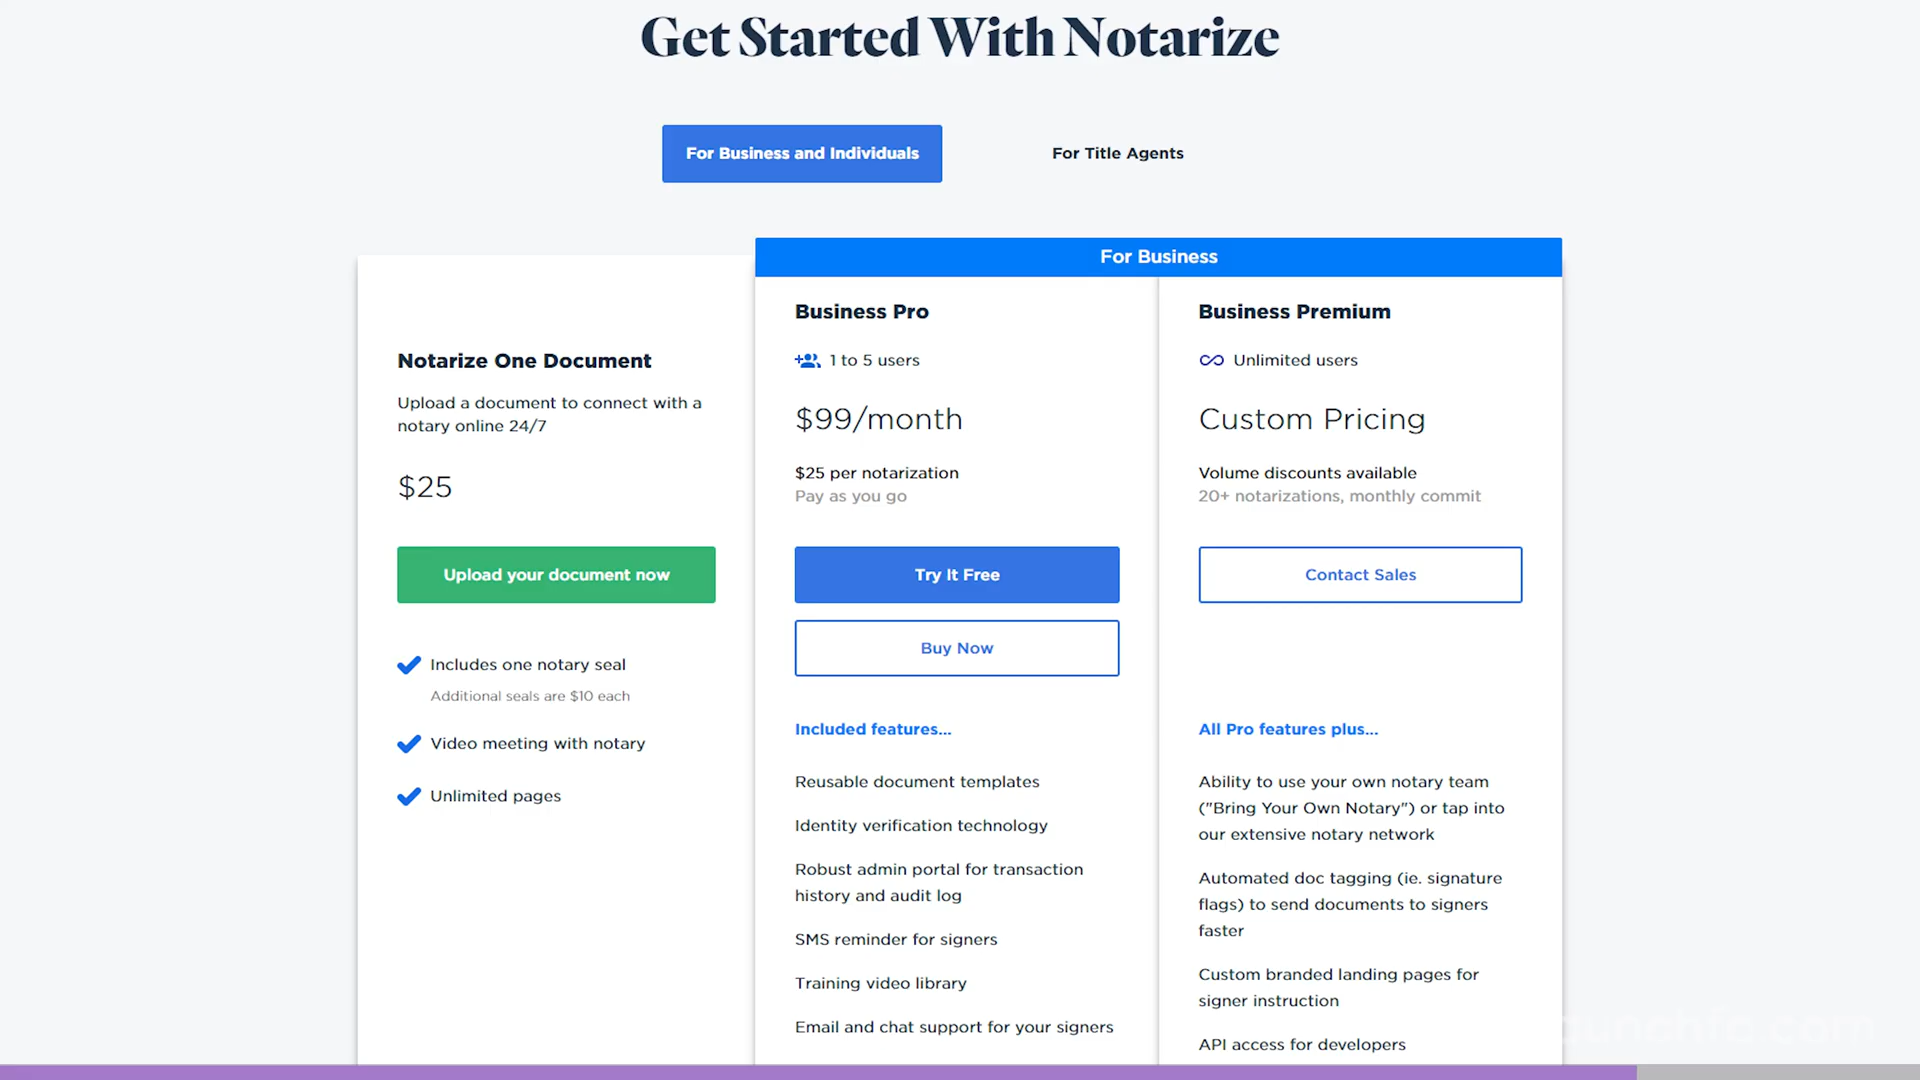 Get Started With Notarize
For Business and Individuals
For Title Agents
For Business
Notarize One Document
Upload a document to connect with a
notary online 24/7
$25
Upload your document now
Includes one notary seal
Additional seals are $10 each
Video meeting with notary
Unlimited pages
Business Pro
1 to 5 users
$99/month
$25 per notarization
Pay as you go
Try It Free
Buy Now
Included features...
Reusable document templates
Identity verification technology
Robust admin portal for transaction
history and audit log
SMS reminder for signers
Training video library
Email and chat support for your signers
Business Premium
Unlimited users
Custom Pricing
Volume discounts available
20+ notarizations, monthly commit
Contact Sales
All Pro features plus...
Ability to use your own notary team
("Bring Your Own Notary") or tap into
our extensive notary network
Automated doc tagging (ie. signature
flags) to send documents to signers
faster
Custom branded landing pages for
signer instruction
API access for developers